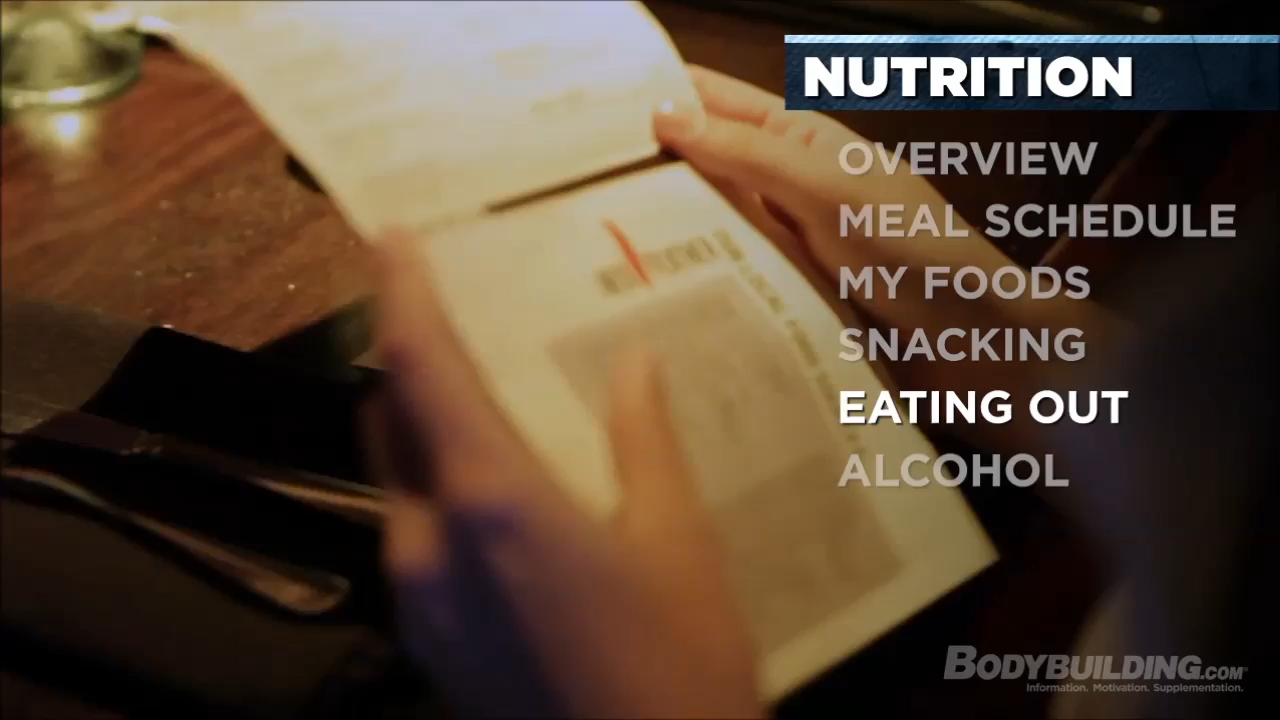 NUTRITION
OVERVIEW
MEAL SCHEDULE
MY FOODS
SNACKING
EATING OUT
ALCOHOL
BODYBUILDING.COM
Information. Motivation. Supplementation.